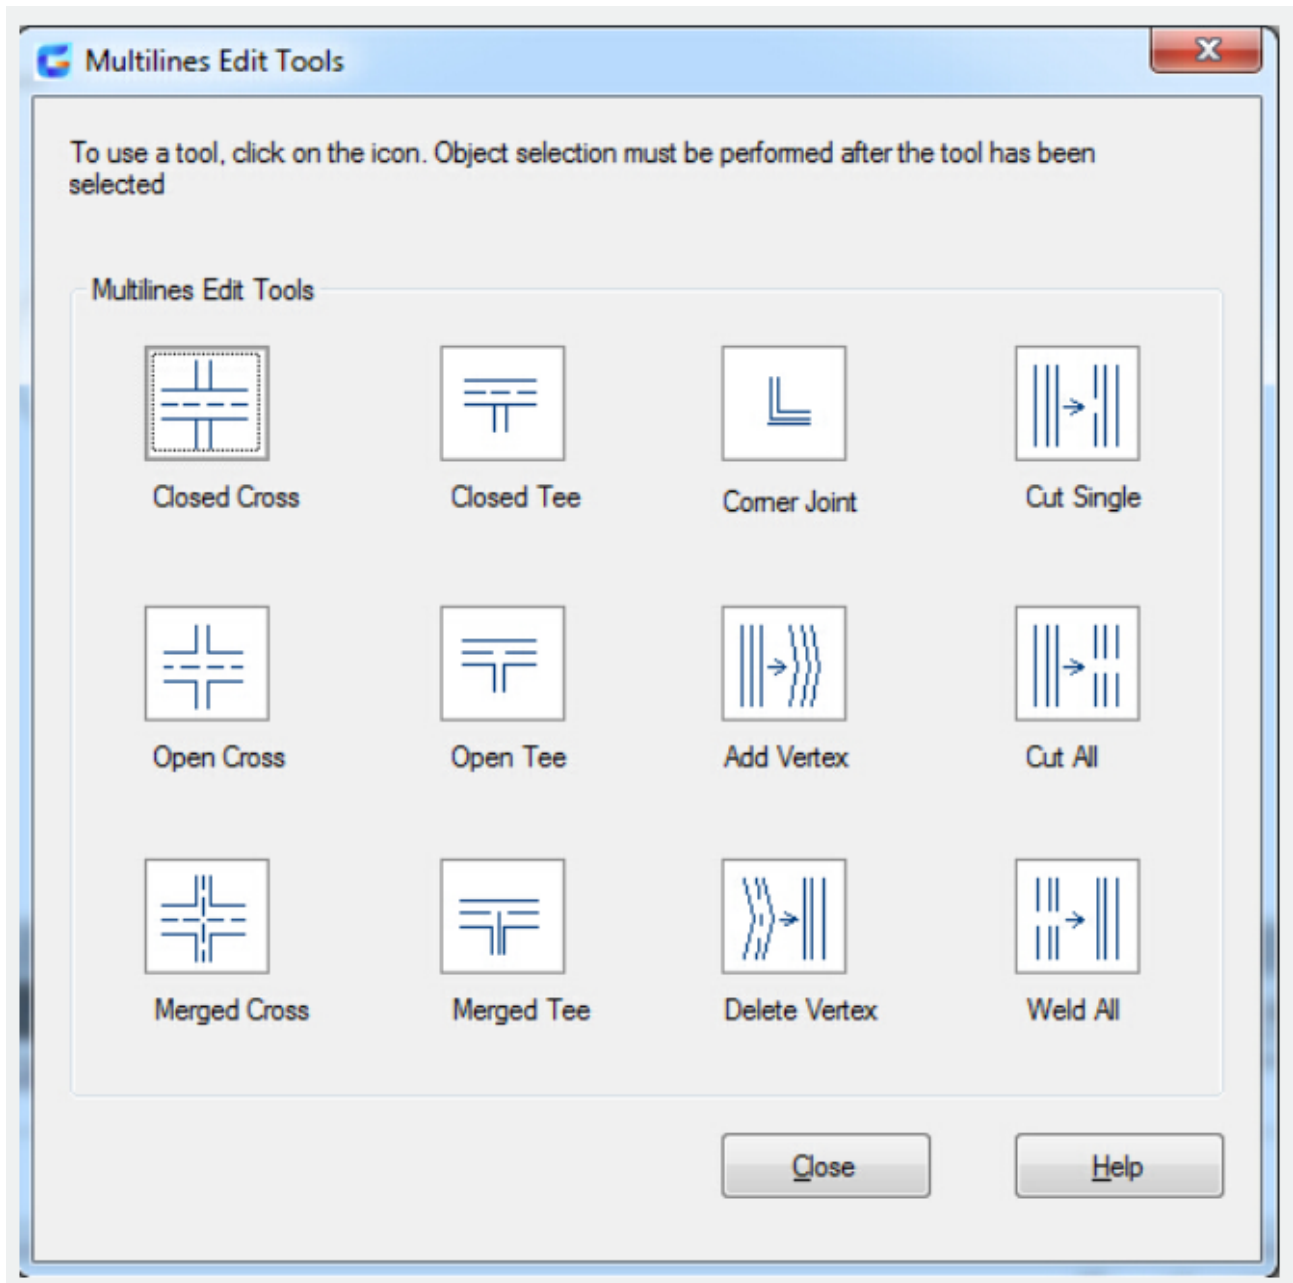 Multilines Edit Tools
To use a tool, click on the icon. Object selection must be performed after the tool has been
selected
Multilines Edit Tools
Closed Cross
Closed Tee
Corner Joint
Cut Single
Open Cross
Open Tee
Add Vertex
Cut All
Merged Cross
Merged Tee
Delete Vertex
Weld All
Close
Help